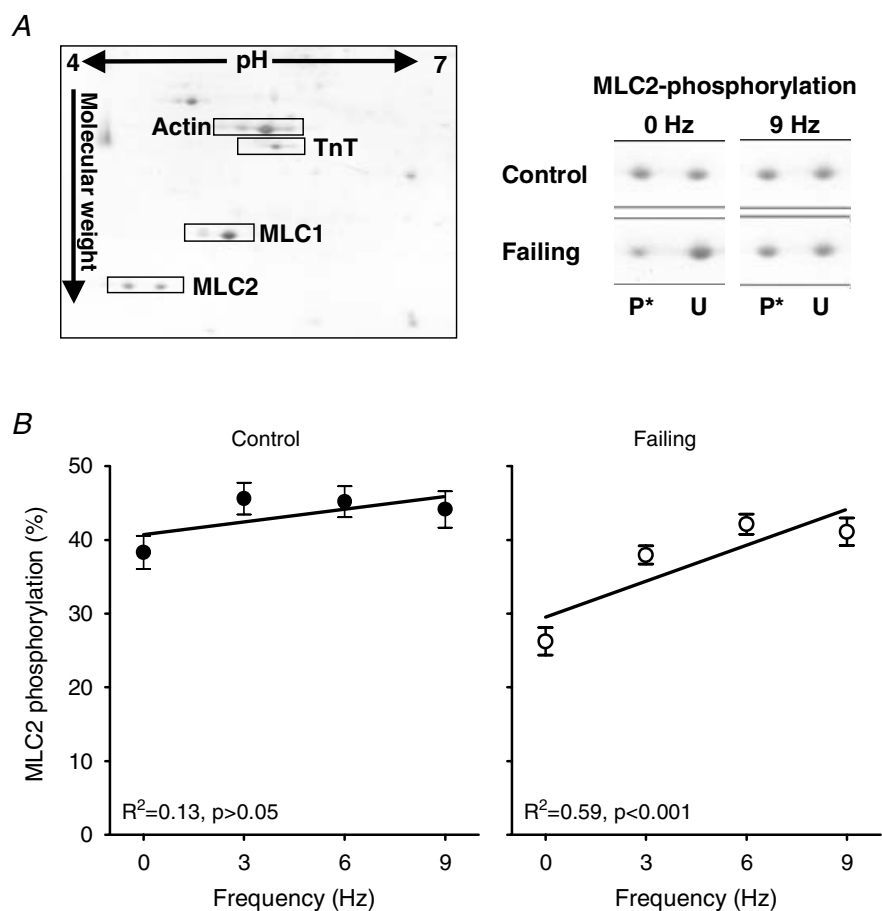 A
4 pH 7
Molecular weight
Actin
TnT
MLC1
MLC2
MLC2-phosphorylation
0 Hz 9 Hz
Control
Failing
P* U P* U
B
Control Failing
MLC2 phosphorylation (%)
50
40
30
20
10
0
R²=0.13, p>0.05
R²=0.59, p<0.001
0 3 6 9 0 3 6 9
Frequency (Hz) Frequency (Hz)